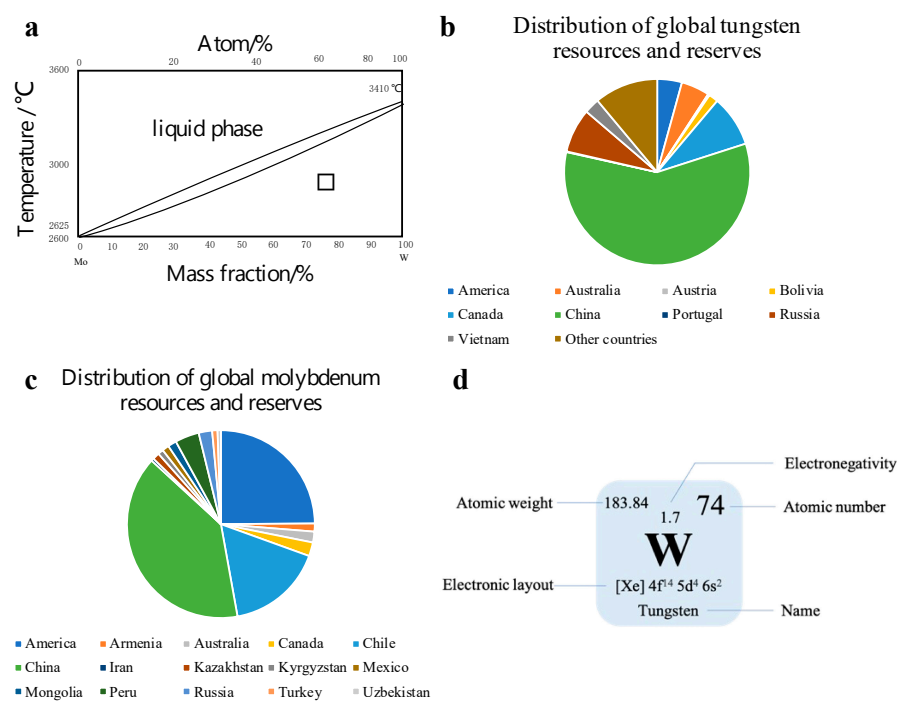 a
Atom/%
0 20 40 60 80 100
3600
3410 ℃
liquid phase
Temperature / ℃
3000
2625
2600
0 10 20 30 40 50 60 70 80 90 100
Mo W
Mass fraction/%
b
Distribution of global tungsten
resources and reserves
America Australia Austria Bolivia
Canada China Portugal Russia
Vietnam Other countries
c
Distribution of global molybdenum
resources and reserves
America Armenia Australia Canada Chile
China Iran Kazakhstan Kyrgyzstan Mexico
Mongolia Peru Russia Turkey Uzbekistan
d
Electronegativity
Atomic weight 183.84 74 Atomic number
1.7
W
Electronic layout [Xe] 4f¹⁴ 5d⁴ 6s²
Tungsten Name